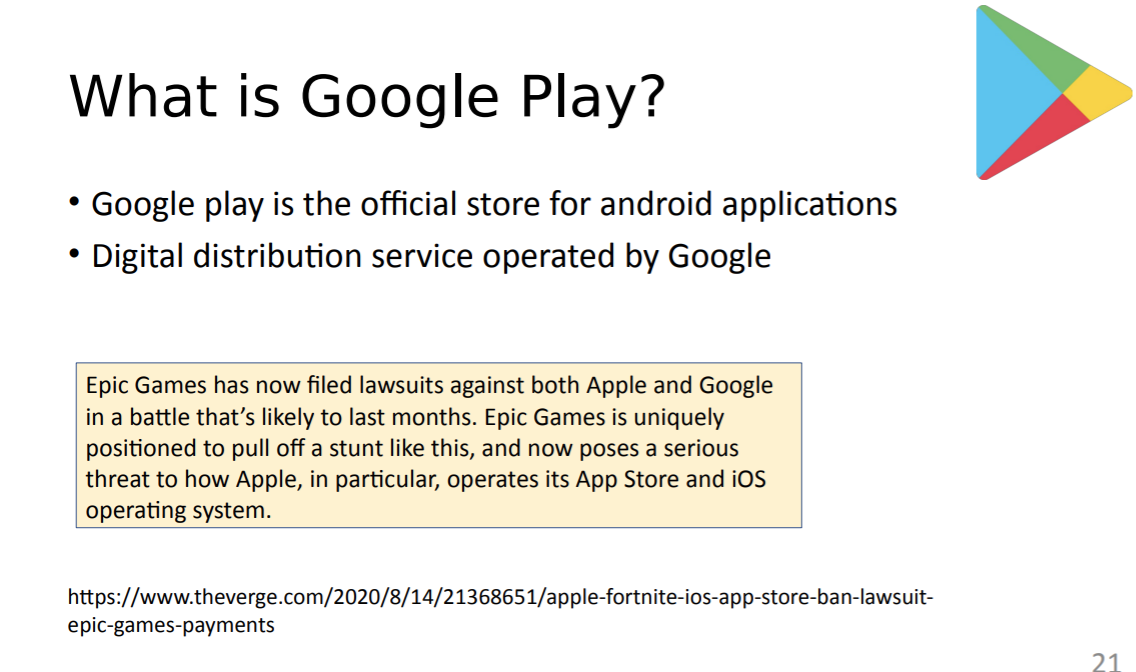 What is Google Play?
• Google play is the official store for android applications
• Digital distribution service operated by Google
Epic Games has now filed lawsuits against both Apple and Google
in a battle that’s likely to last months. Epic Games is uniquely
positioned to pull off a stunt like this, and now poses a serious
threat to how Apple, in particular, operates its App Store and iOS
operating system.
https://www.theverge.com/2020/8/14/21368651/apple-fortnite-ios-app-store-ban-lawsuit-
epic-games-payments
21